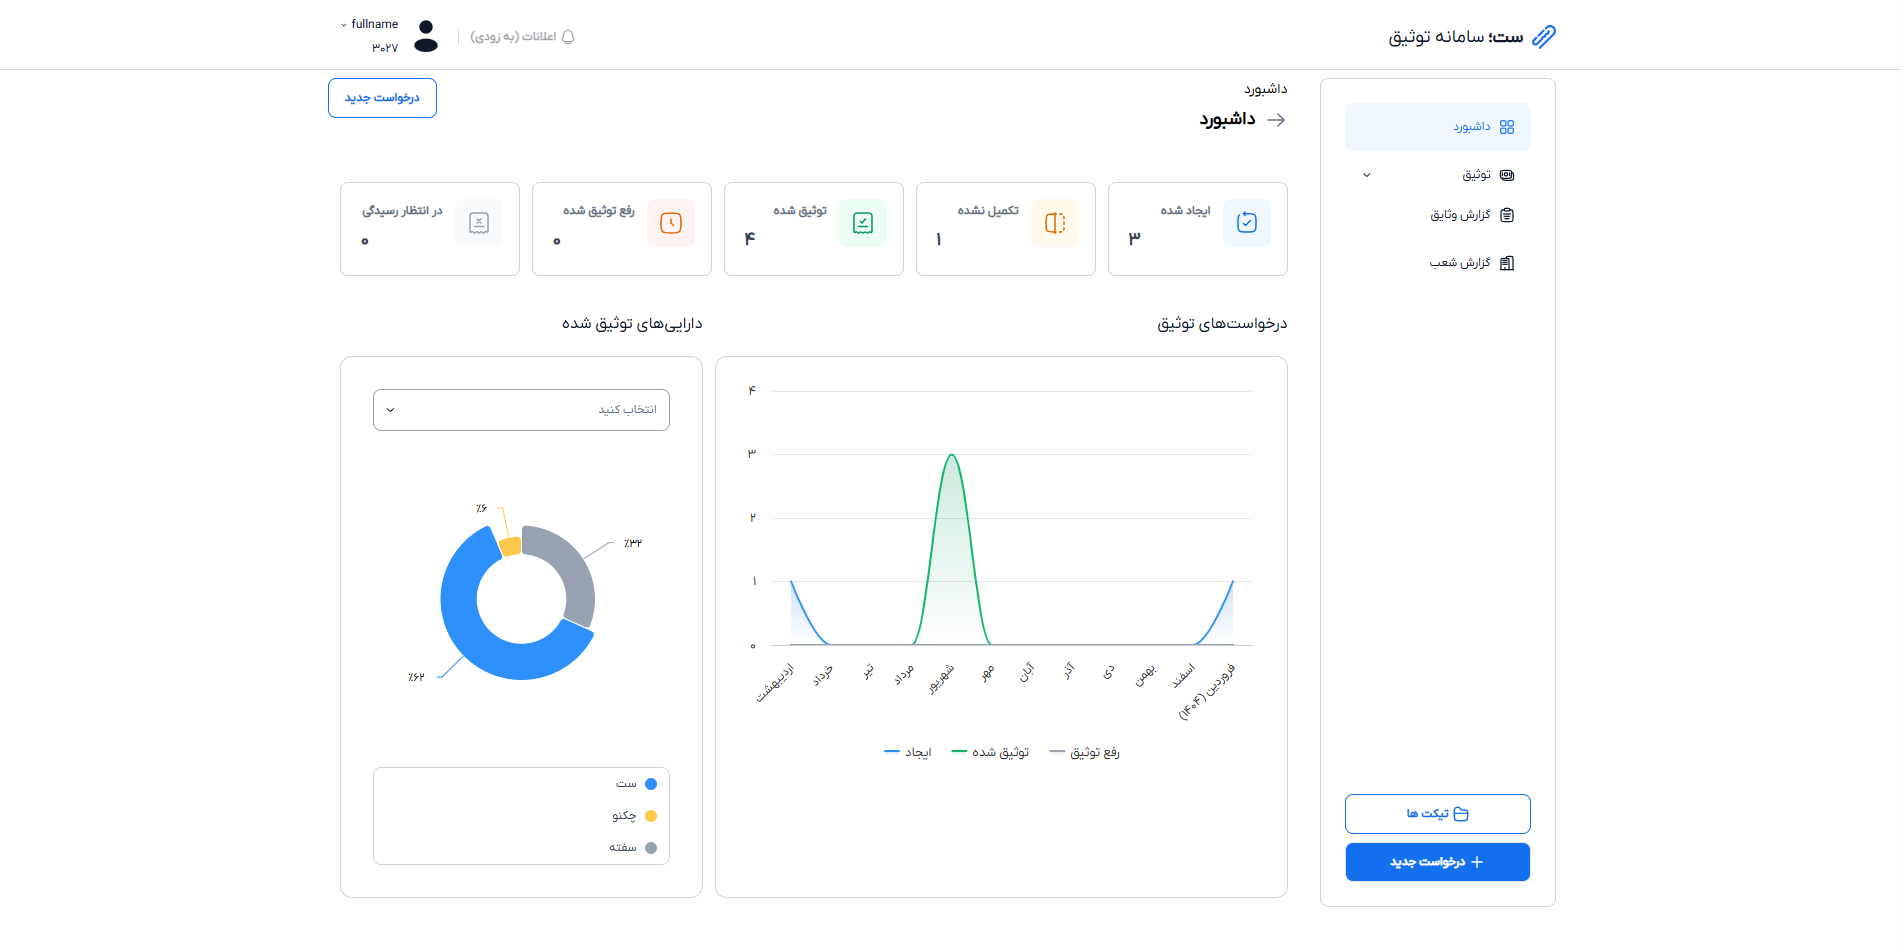 ست؛ سامانه توثیق
اعلانات (به زودی)
fullname
۳۰۲۷
داشبورد
توثیق
گزارش وثایق
گزارش شعب
تیکت ها
درخواست جدید
داشبورد
داشبورد
درخواست جدید
ایجاد شده
۳
تکمیل نشده
۱
توثیق شده
۴
رفع توثیق شده
۰
در انتظار رسیدگی
۰
درخواست‌های توثیق
۴
۳
۲
۱
۰
اردیبهشت
خرداد
تیر
مرداد
شهریور
مهر
آبان
آذر
دی
بهمن
اسفند
فروردین (۱۴۰۴)
رفع توثیق
توثیق شده
ایجاد
دارایی‌های توثیق شده
انتخاب کنید
٪۶
٪۳۲
٪۶۲
ست
چکنو
سفته